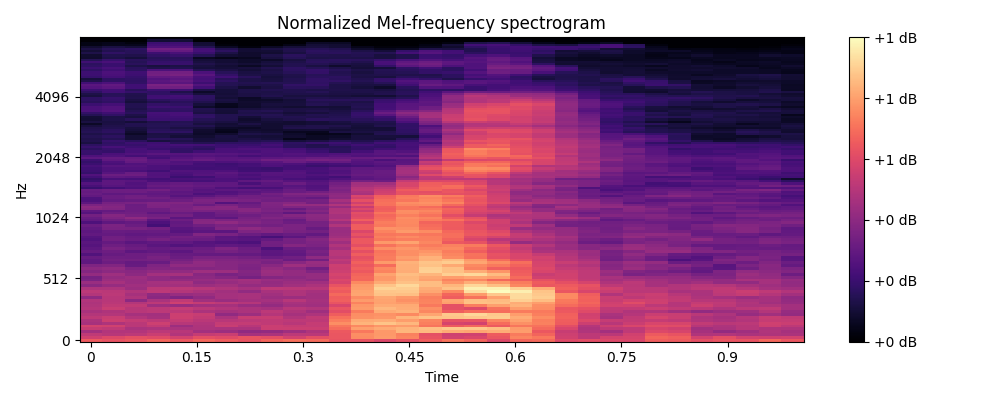 Normalized Mel-frequency spectrogram
Hz
4096
2048
1024
512
0
0 0.15 0.3 0.45 0.6 0.75 0.9
Time
+1 dB
+1 dB
+1 dB
+0 dB
+0 dB
+0 dB